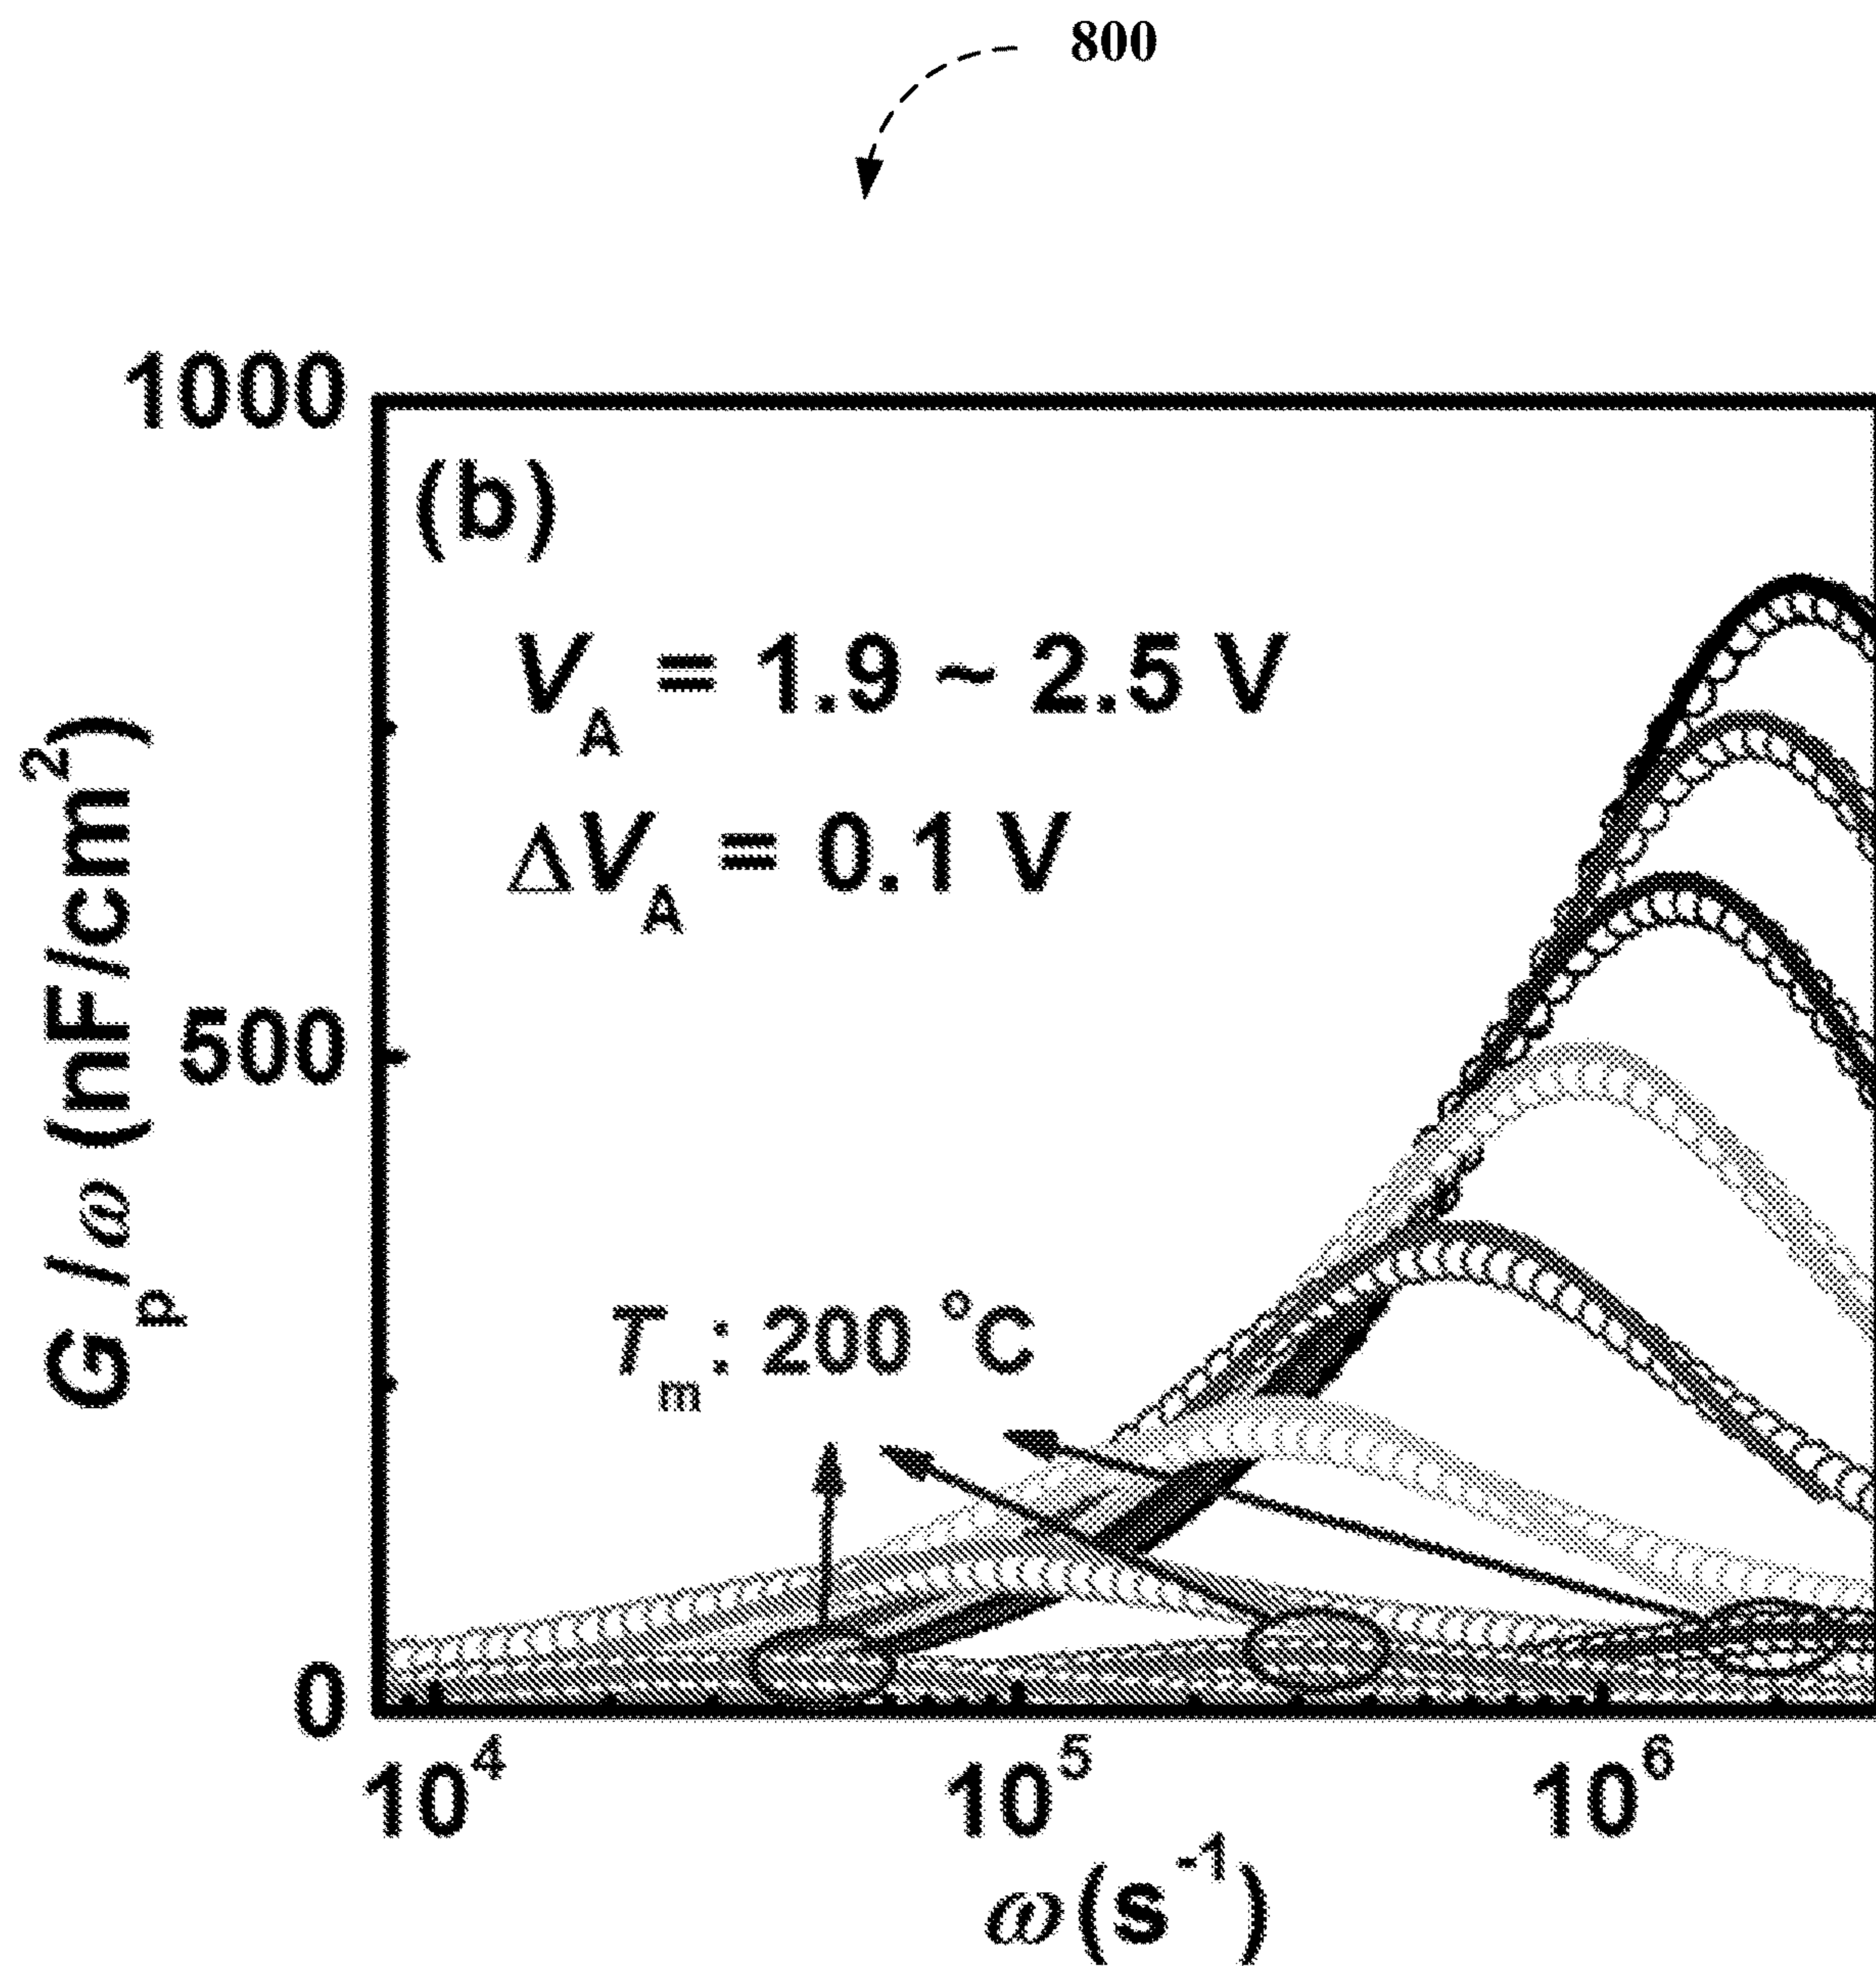 800
1000
(b)
V_A = 1.9 ~ 2.5 V
ΔV_A = 0.1 V
G_p/ω (nF/cm²)
500
T_m: 200 °C
0
10⁴ 10⁵ 10⁶
ω(s⁻¹)